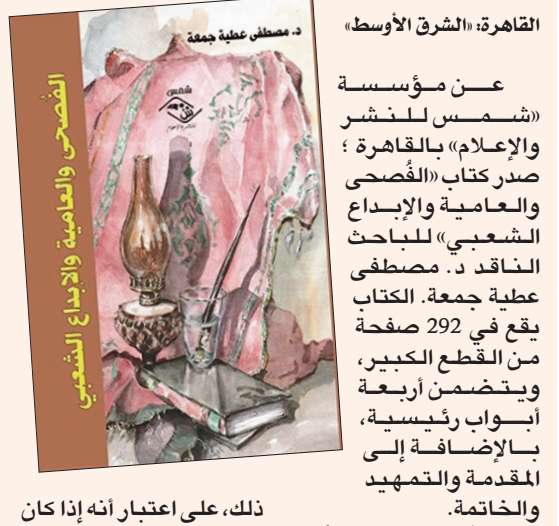 القاهرة: «الشرق الأوسط»
عن مؤسسة
«شمس للنشر
والإعلام» بالقاهرة ؛
صدر كتاب «الفُصحى
والعامية والإبداع
الشعبي» للباحث
الناقد د. مصطفى
عطية جمعة. الكتاب
يقع في 292 صفحة
من القطع الكبير،
ويتضمن أربعة
أبواب رئيسية،
بالإضافة إلى
المقدمة والتمهيد
والخاتمة.
ذلك، على اعتبار أنه إذا كان
د. مصطفى عطية جمعة
شمس
للنشر والإعلام
الفُصحى والعامية والإبداع الشعبي